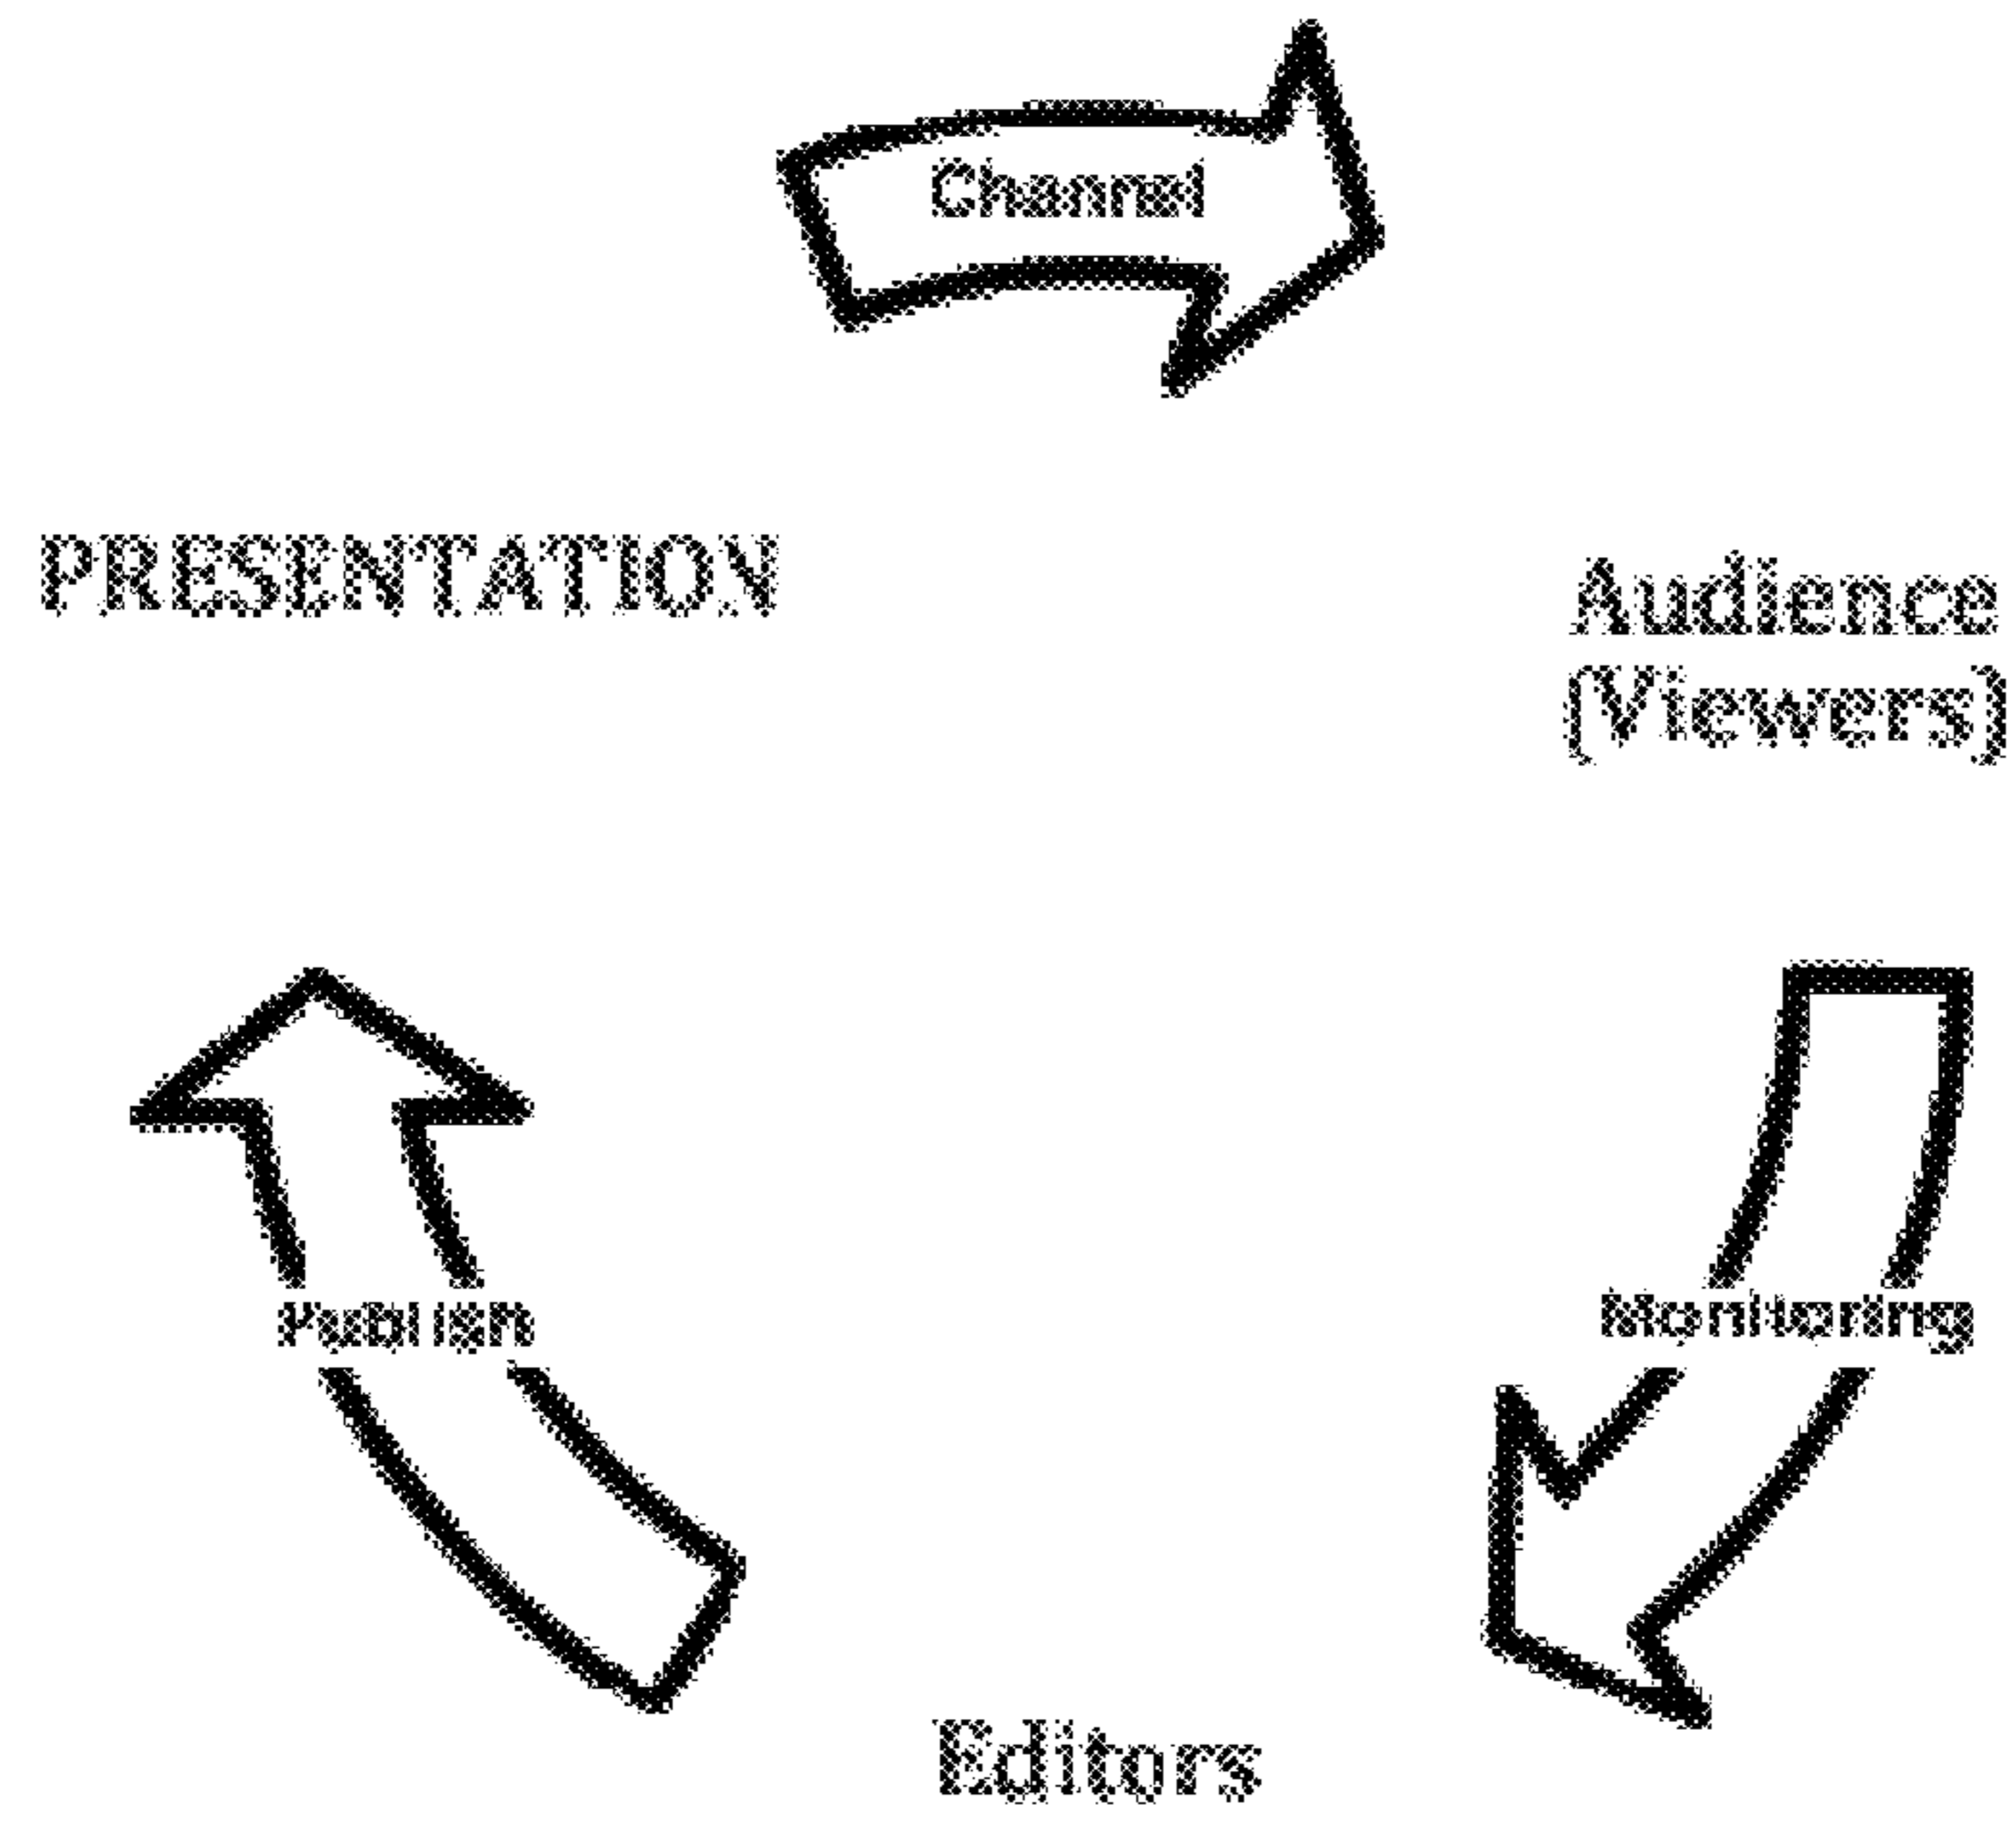 Channel
PRESENTATION
Audience
(Viewers)
Publish
Monitoring
Editors